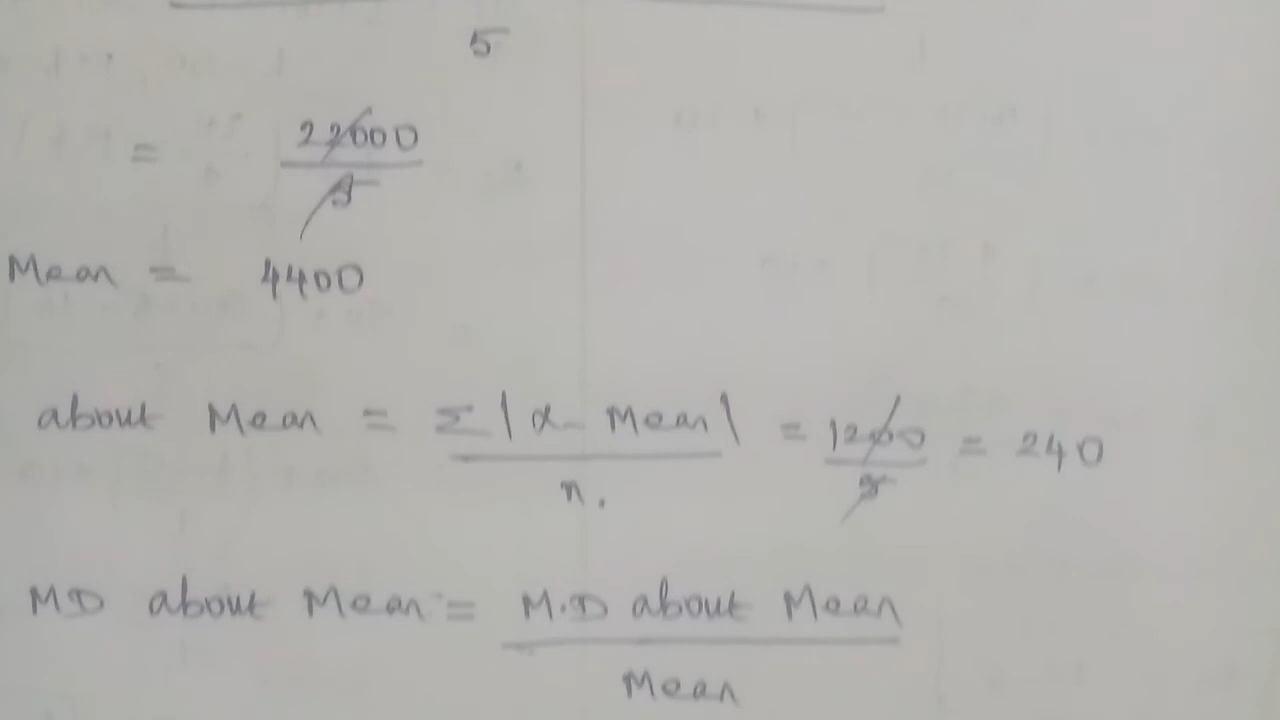 5
= 22000
5
Mean = 4400
about Mean = Σ|x - Mean| = 1200 = 240
n. 5
MD about Mean = M.D about Mean
Mean